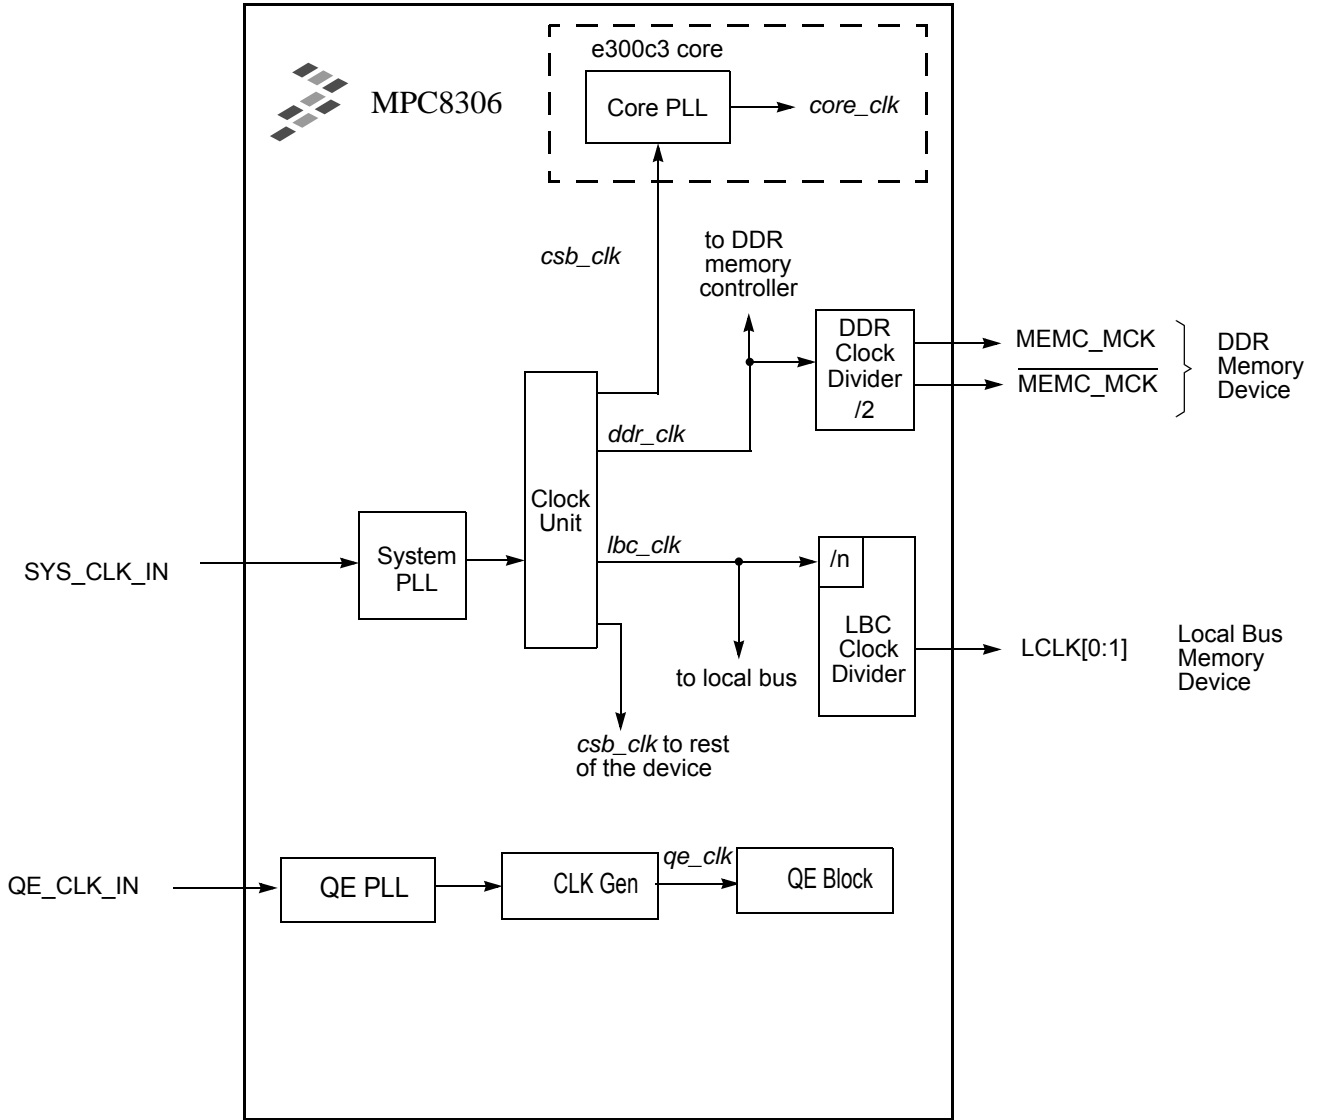 e300c3 core
MPC8306
Core PLL
core_clk
csb_clk
to DDR
memory
controller
DDR
Clock
Divider
/2
MEMC_MCK
MEMC_MCK
DDR
Memory
Device
ddr_clk
Clock
Unit
lbc_clk
System
PLL
SYS_CLK_IN
/n
LBC
Clock
Divider
LCLK[0:1]
Local Bus
Memory
Device
to local bus
csb_clk to rest
of the device
QE_CLK_IN
QE PLL
CLK Gen
qe_clk
QE Block